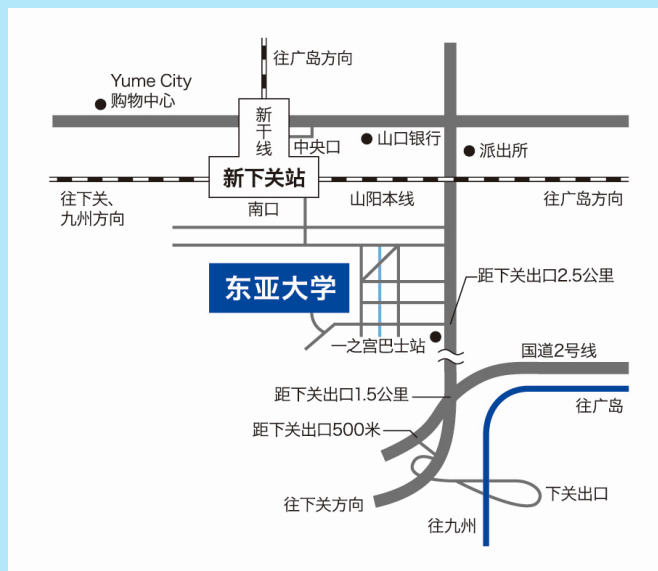 往广岛方向
Yume City
购物中心
新干线
中央口
山口银行
派出所
新下关站
往下关、
九州方向
南口
山阳本线
往广岛方向
东亚大学
距下关出口2.5公里
一之宫巴士站
国道2号线
距下关出口1.5公里
往广岛
距下关出口500米
下关出口
往下关方向
往九州